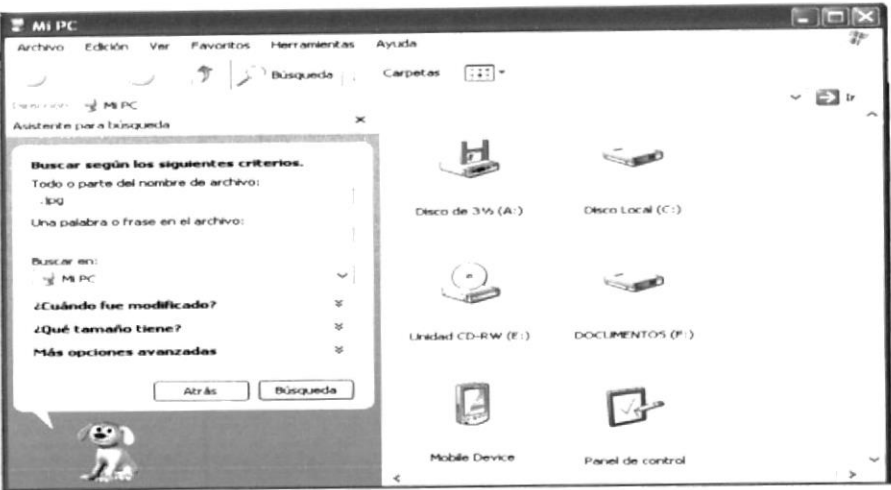 Mi PC
Archivo Edición Ver Favoritos Herramientas Ayuda
Búsqueda Carpetas
Dirección Mi PC Ir
Asistente para búsqueda
Buscar según los siguientes criterios.
Todo o parte del nombre de archivo:
.jpg
Una palabra o frase en el archivo:
Buscar en:
Mi PC
¿Cuándo fue modificado?
¿Qué tamaño tiene?
Más opciones avanzadas
Atrás Búsqueda
Disco de 3½ (A:) Disco Local (C:)
Unidad CD-RW (E:) DOCUMENTOS (F:)
Mobile Device Panel de control